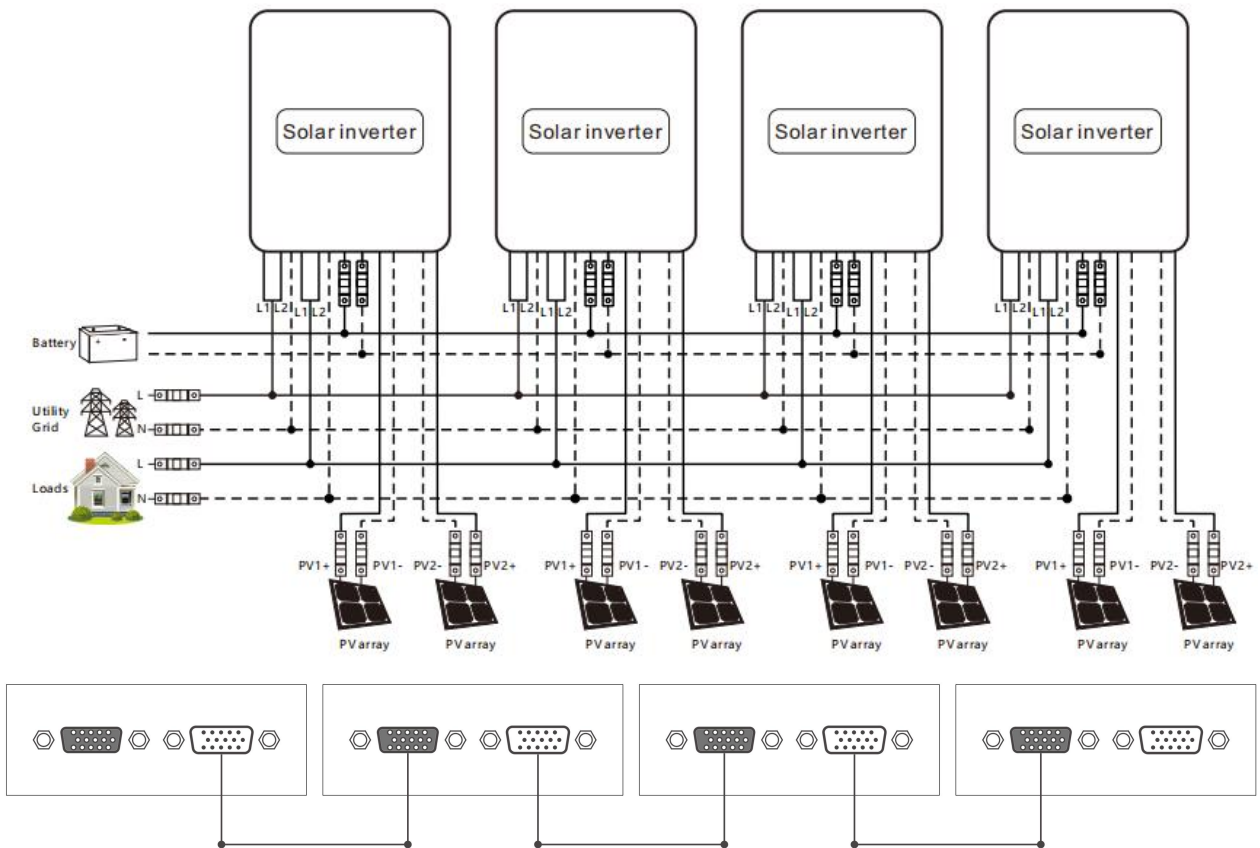 Solar inverter Solar inverter Solar inverter Solar inverter
L1 L2 L1 L2 L1 L2 L1 L2 L1 L2 L1 L2 L1 L2 L1 L2
Battery
L
Utility
Grid
N
L
Loads
N
PV1+ PV1- PV2- PV2+ PV1+ PV1- PV2- PV2+ PV1+ PV1- PV2- PV2+ PV1+ PV1- PV2- PV2+
PV array PV array PV array PV array PV array PV array PV array PV array